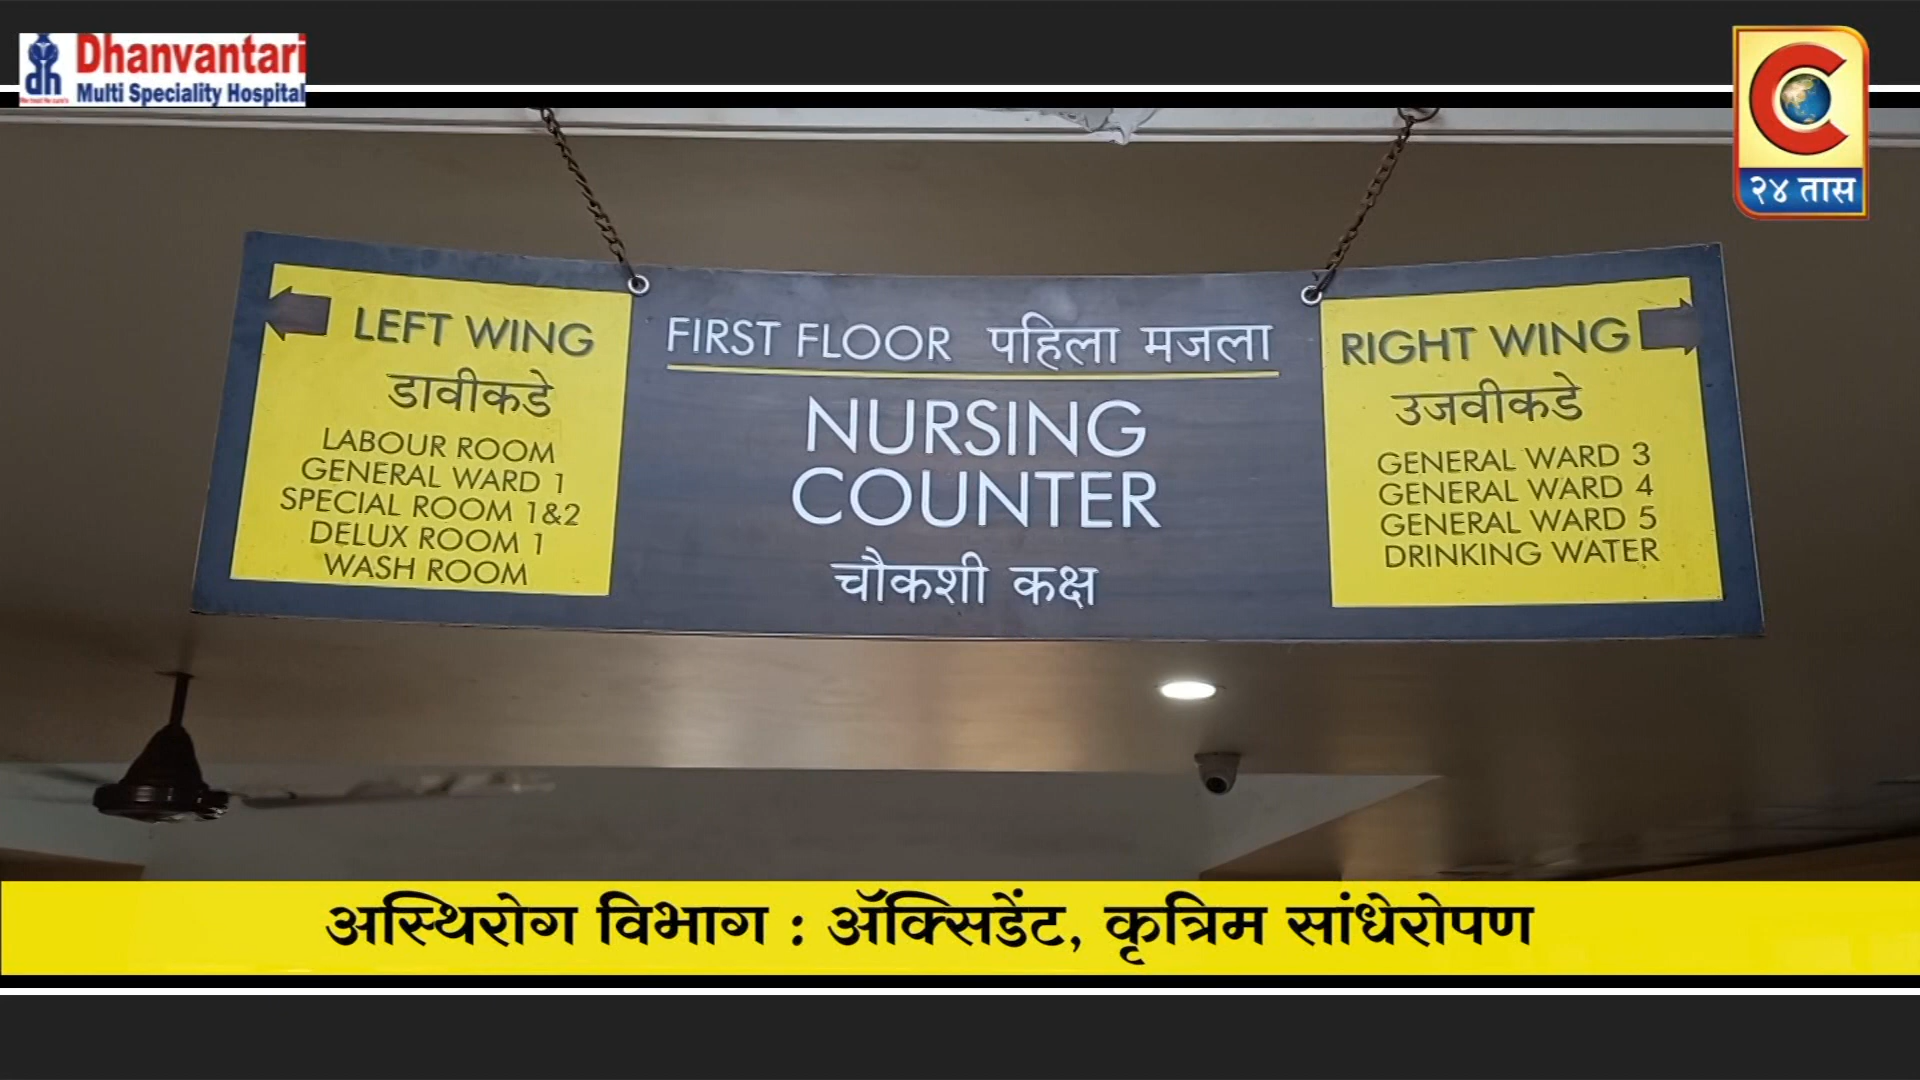 Dhanvantari
Multi Speciality Hospital
२४ तास
LEFT WING
डावीकडे
LABOUR ROOM
GENERAL WARD 1
SPECIAL ROOM 1&2
DELUX ROOM 1
WASH ROOM
FIRST FLOOR पहिला मजला
NURSING
COUNTER
चौकशी कक्ष
RIGHT WING
उजवीकडे
GENERAL WARD 3
GENERAL WARD 4
GENERAL WARD 5
DRINKING WATER
अस्थिरोग विभाग : ॲक्सिडेंट, कृत्रिम सांधेरोपण